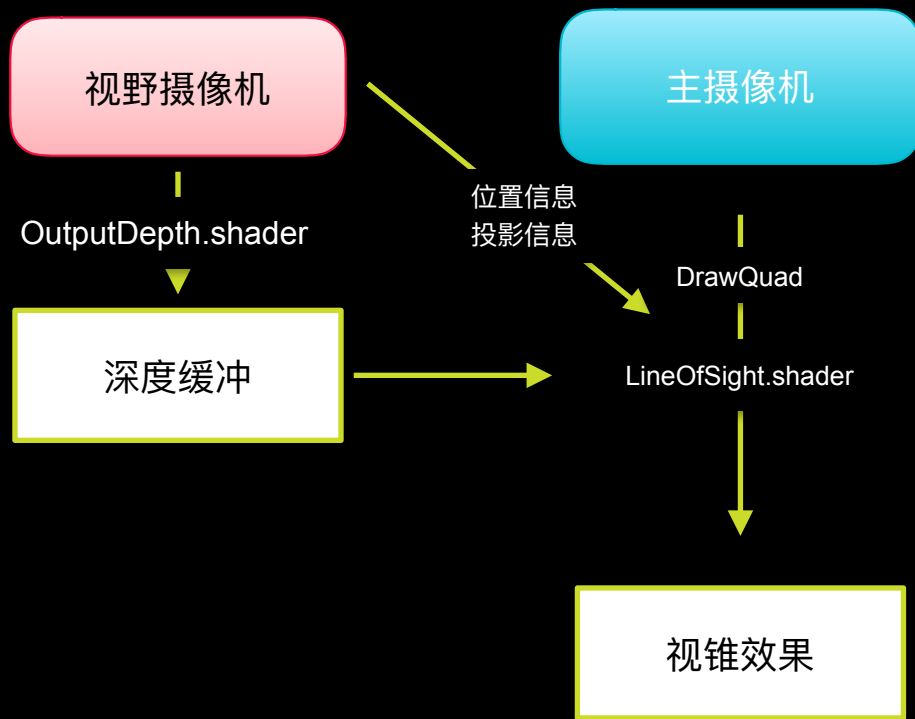 视野摄像机
主摄像机
位置信息
投影信息
OutputDepth.shader
DrawQuad
深度缓冲
LineOfSight.shader
视锥效果